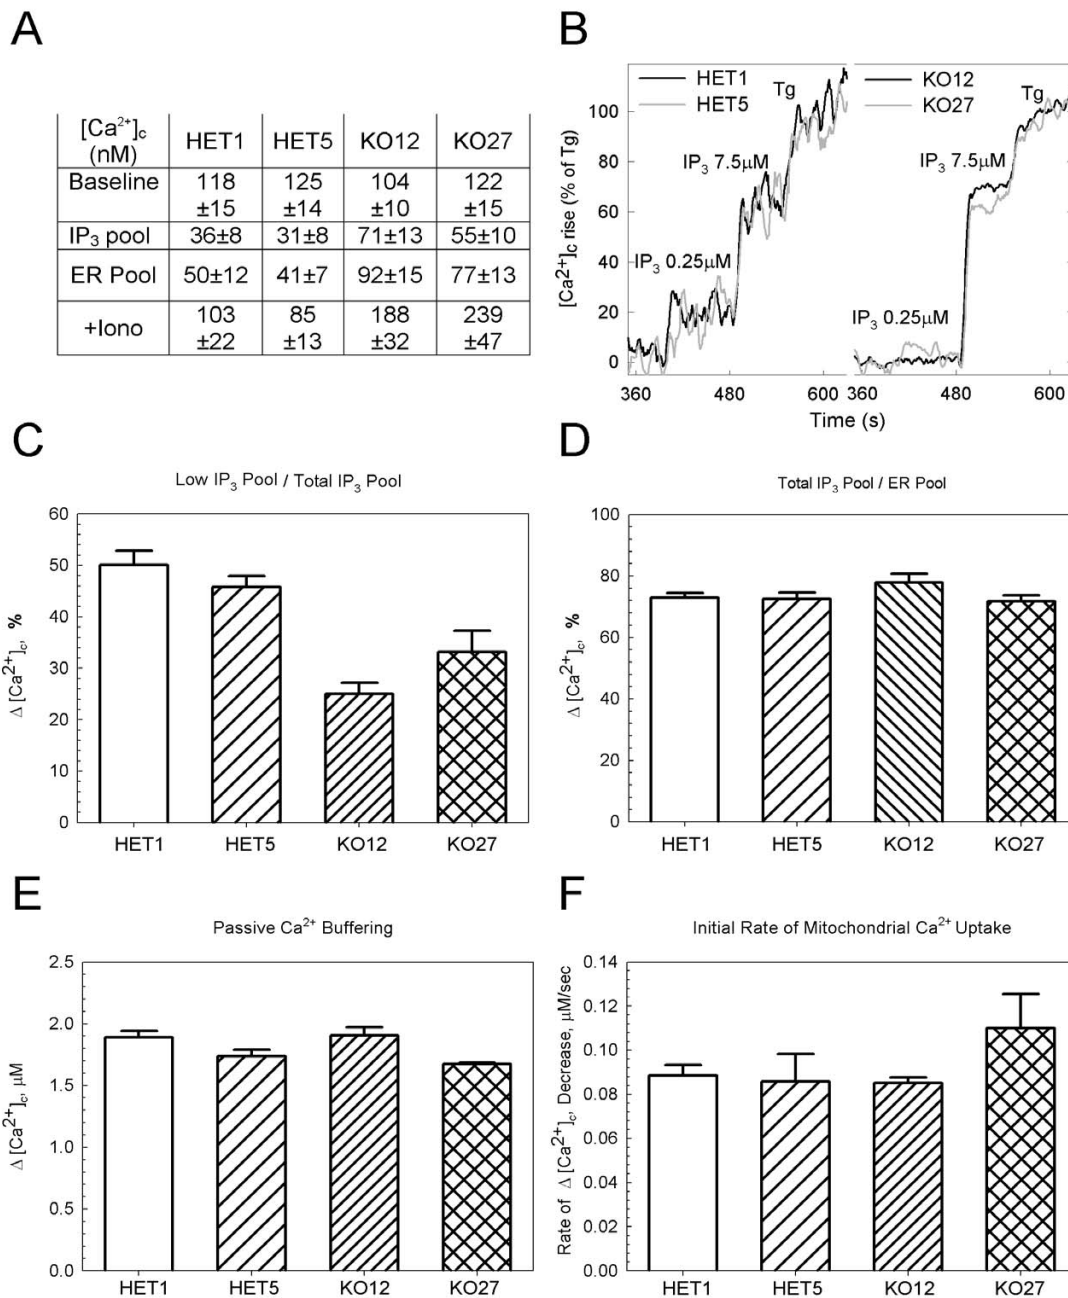 A
[Ca²⁺]c (nM) HET1 HET5 KO12 KO27
Baseline 118 ±15 125 ±14 104 ±10 122 ±15
IP₃ pool 36±8 31±8 71±13 55±10
ER Pool 50±12 41±7 92±15 77±13
+Iono 103 ±22 85 ±13 188 ±32 239 ±47
B
HET1
HET5
Tg
KO12
KO27
Tg
IP₃ 7.5μM
IP₃ 7.5μM
IP₃ 0.25μM
IP₃ 0.25μM
[Ca²⁺]c rise (% of Tg)
100
80
60
40
20
0
360 480 600 360 480 600
Time (s)
C
Low IP₃ Pool / Total IP₃ Pool
Δ [Ca²⁺]c, %
60
50
40
30
20
10
0
HET1 HET5 KO12 KO27
D
Total IP₃ Pool / ER Pool
Δ [Ca²⁺]c, %
100
80
60
40
20
0
HET1 HET5 KO12 KO27
E
Passive Ca²⁺ Buffering
Δ [Ca²⁺]c, μM
2.5
2.0
1.5
1.0
0.5
0.0
HET1 HET5 KO12 KO27
F
Initial Rate of Mitochondrial Ca²⁺ Uptake
Rate of Δ [Ca²⁺]c, Decrease, μM/sec
0.14
0.12
0.10
0.08
0.06
0.04
0.02
0.00
HET1 HET5 KO12 KO27